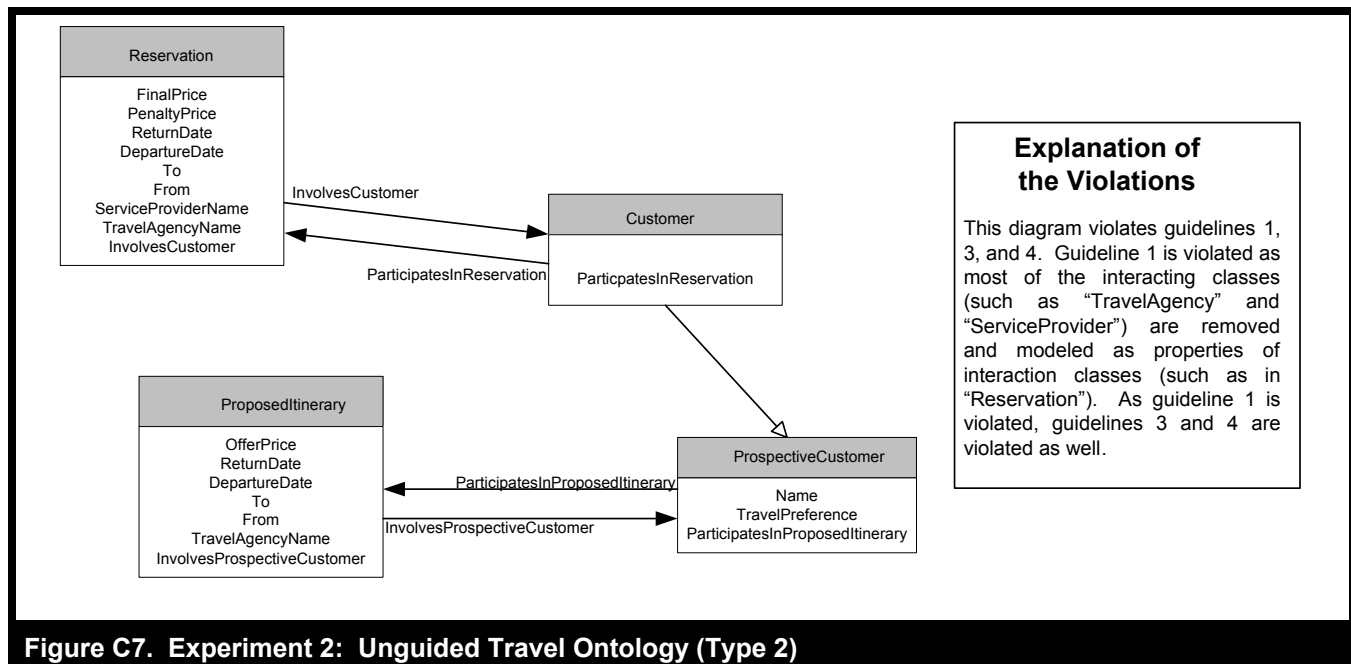 Reservation
FinalPrice
PenaltyPrice
ReturnDate
DepartureDate
To
From
ServiceProviderName
TravelAgencyName
InvolvesCustomer
InvolvesCustomer
ParticipatesInReservation
Customer
ParticpatesInReservation
ProposedItinerary
OfferPrice
ReturnDate
DepartureDate
To
From
TravelAgencyName
InvolvesProspectiveCustomer
ParticipatesInProposedItinerary
InvolvesProspectiveCustomer
ProspectiveCustomer
Name
TravelPreference
ParticipatesInProposedItinerary
Explanation of
the Violations
This diagram violates guidelines 1,
3, and 4. Guideline 1 is violated as
most of the interacting classes
(such as “TravelAgency” and
“ServiceProvider”) are removed
and modeled as properties of
interaction classes (such as in
“Reservation”). As guideline 1 is
violated, guidelines 3 and 4 are
violated as well.
Figure C7. Experiment 2: Unguided Travel Ontology (Type 2)